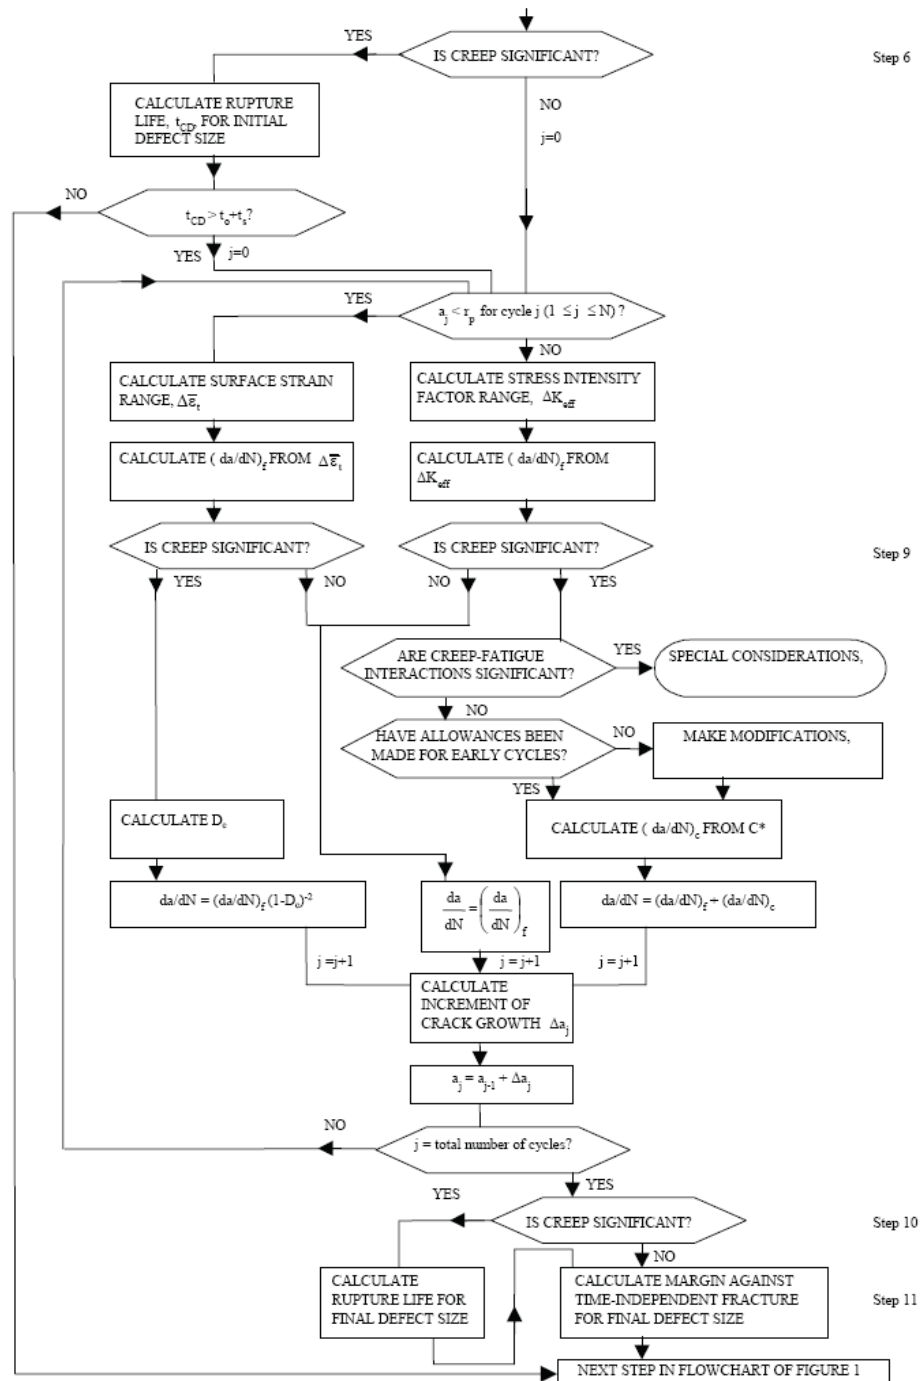 YES
IS CREEP SIGNIFICANT?
Step 6
CALCULATE RUPTURE
LIFE, t_CD, FOR INITIAL
DEFECT SIZE
NO
j=0
NO
t_CD > t_o+t_s?
YES
j=0
YES
a_j < r_p for cycle j (1 ≤ j ≤ N) ?
NO
CALCULATE SURFACE STRAIN
RANGE, Δε̅_t
CALCULATE STRESS INTENSITY
FACTOR RANGE, ΔK_eff
CALCULATE ( da/dN)_f FROM Δε̅_t
CALCULATE ( da/dN)_f FROM
ΔK_eff
IS CREEP SIGNIFICANT?
IS CREEP SIGNIFICANT?
Step 9
YES
NO
NO
YES
ARE CREEP-FATIGUE
INTERACTIONS SIGNIFICANT?
YES
SPECIAL CONSIDERATIONS,
NO
HAVE ALLOWANCES BEEN
MADE FOR EARLY CYCLES?
NO
MAKE MODIFICATIONS,
YES
CALCULATE D_c
CALCULATE ( da/dN)_c FROM C*
da/dN = (da/dN)_f (1-D_c)^-2
da/dN = (da/dN)_f
da/dN = (da/dN)_f + (da/dN)_c
j =j+1
j = j+1
j = j+1
CALCULATE
INCREMENT OF
CRACK GROWTH Δa_j
a_j = a_j-1 + Δa_j
NO
j = total number of cycles?
YES
YES
IS CREEP SIGNIFICANT?
Step 10
NO
CALCULATE
RUPTURE LIFE FOR
FINAL DEFECT SIZE
CALCULATE MARGIN AGAINST
TIME-INDEPENDENT FRACTURE
FOR FINAL DEFECT SIZE
Step 11
NEXT STEP IN FLOWCHART OF FIGURE 1